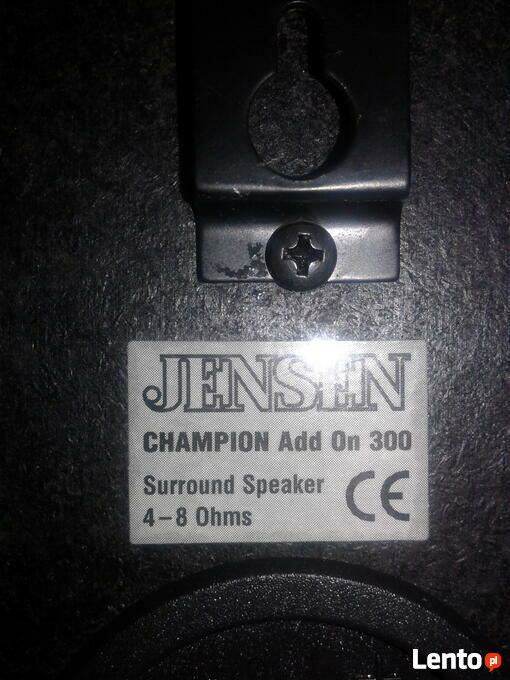 JENSEN
CHAMPION Add On 300
Surround Speaker
4–8 Ohms
CE
Lento.pl